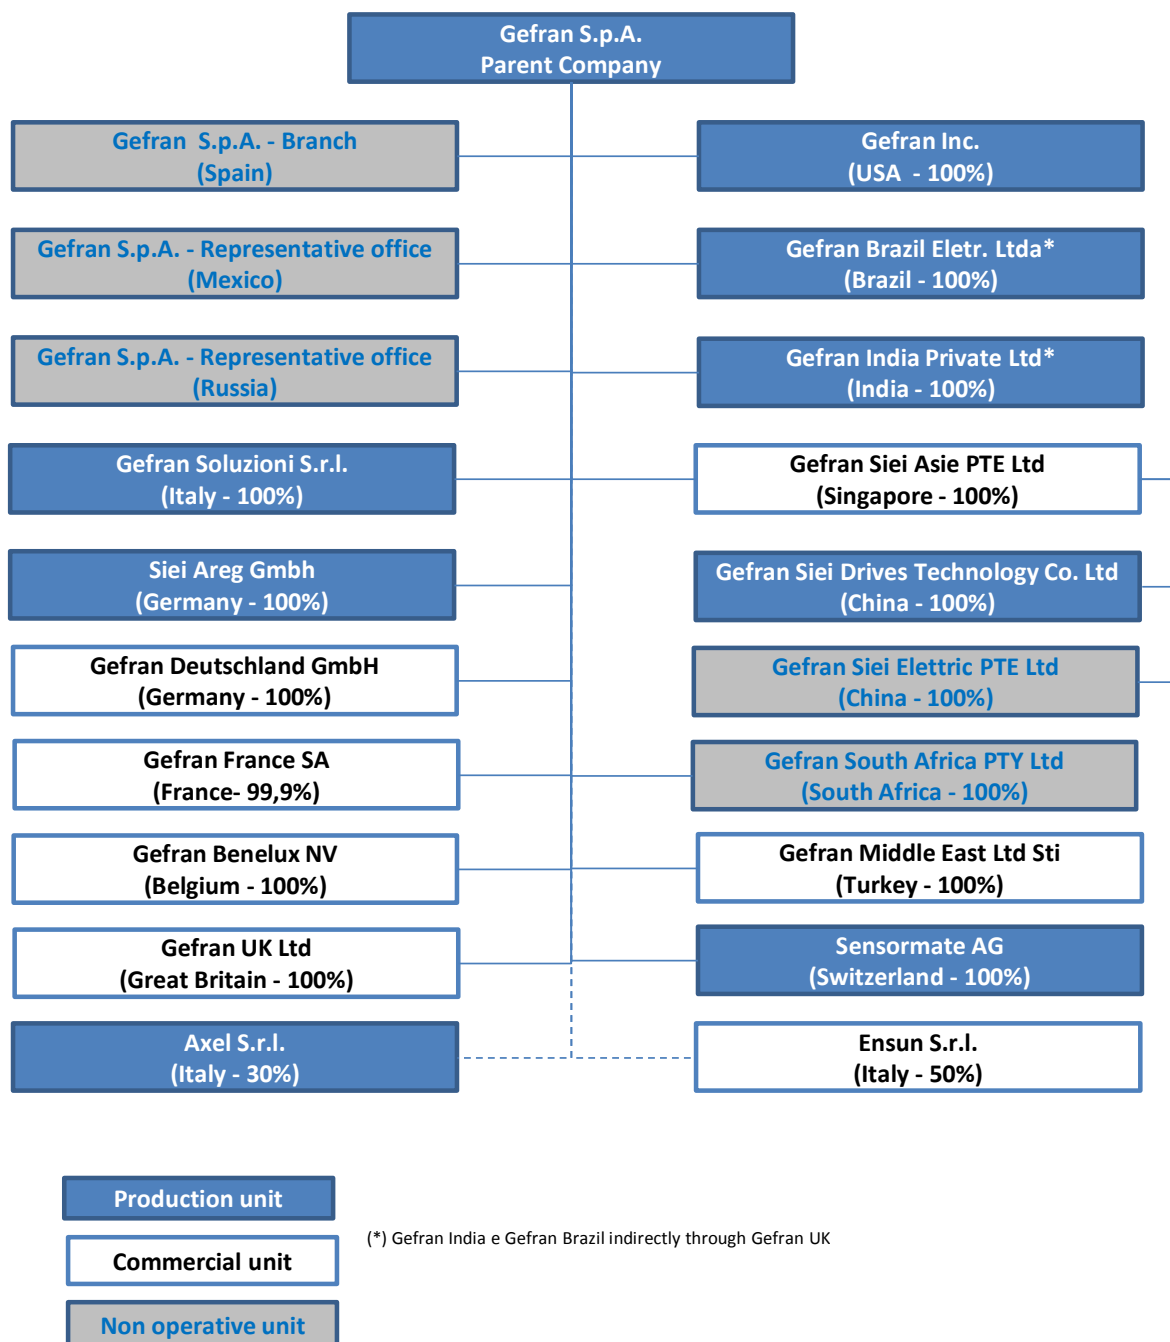 Gefran S.p.A.
Parent Company
Gefran S.p.A. - Branch
(Spain)
Gefran Inc.
(USA - 100%)
Gefran S.p.A. - Representative office
(Mexico)
Gefran Brazil Eletr. Ltda*
(Brazil - 100%)
Gefran S.p.A. - Representative office
(Russia)
Gefran India Private Ltd*
(India - 100%)
Gefran Soluzioni S.r.l.
(Italy - 100%)
Gefran Siei Asie PTE Ltd
(Singapore - 100%)
Siei Areg Gmbh
(Germany - 100%)
Gefran Siei Drives Technology Co. Ltd
(China - 100%)
Gefran Deutschland GmbH
(Germany - 100%)
Gefran Siei Elettric PTE Ltd
(China - 100%)
Gefran France SA
(France- 99,9%)
Gefran South Africa PTY Ltd
(South Africa - 100%)
Gefran Benelux NV
(Belgium - 100%)
Gefran Middle East Ltd Sti
(Turkey - 100%)
Gefran UK Ltd
(Great Britain - 100%)
Sensormate AG
(Switzerland - 100%)
Axel S.r.l.
(Italy - 30%)
Ensun S.r.l.
(Italy - 50%)
Production unit
(*) Gefran India e Gefran Brazil indirectly through Gefran UK
Commercial unit
Non operative unit